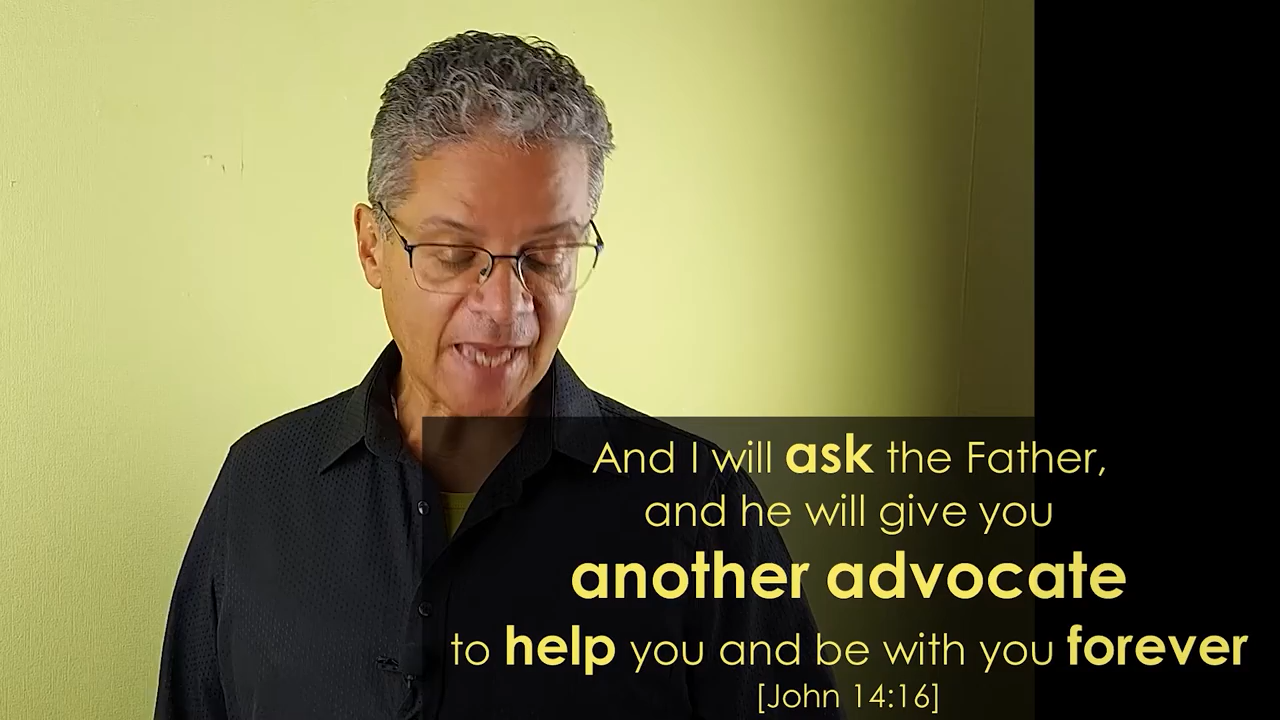 And I will ask the Father,
and he will give you
another advocate
to help you and be with you forever
[John 14:16]